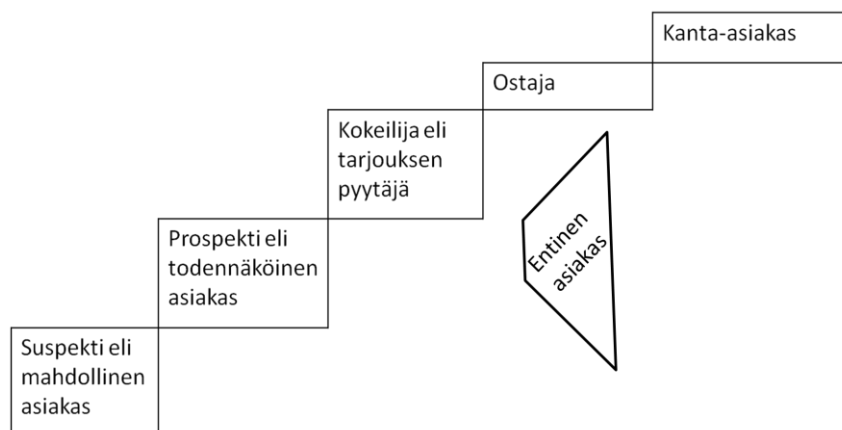 Kanta-asiakas
Ostaja
Kokeilija eli
tarjouksen
pyytäjä
Prospekti eli
todennäköinen
asiakas
Entinen
asiakas
Suspekti eli
mahdollinen
asiakas